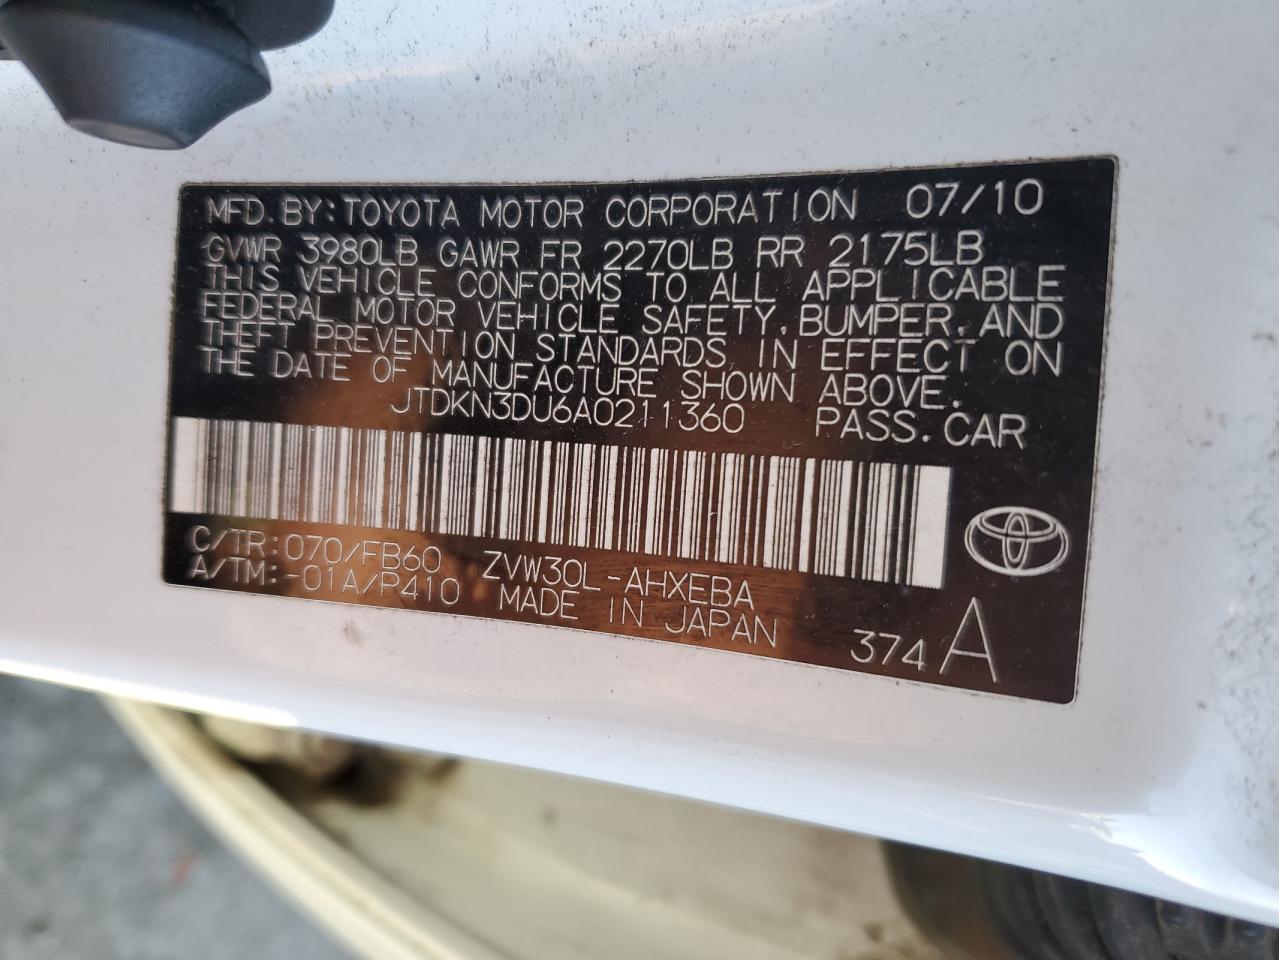 MFD. BY: TOYOTA MOTOR CORPORATION 07/10
GVWR 3980LB GAWR FR 2270LB RR 2175LB
THIS VEHICLE CONFORMS TO ALL APPLICABLE
FEDERAL MOTOR VEHICLE SAFETY, BUMPER, AND
THEFT PREVENTION STANDARDS IN EFFECT ON
THE DATE OF MANUFACTURE SHOWN ABOVE.
JTDKN3DU6A0211360 PASS. CAR
C/TR: 070/FB60 ZVW30L-AHXEBA
A/TM: -01A/P410 MADE IN JAPAN 374 A